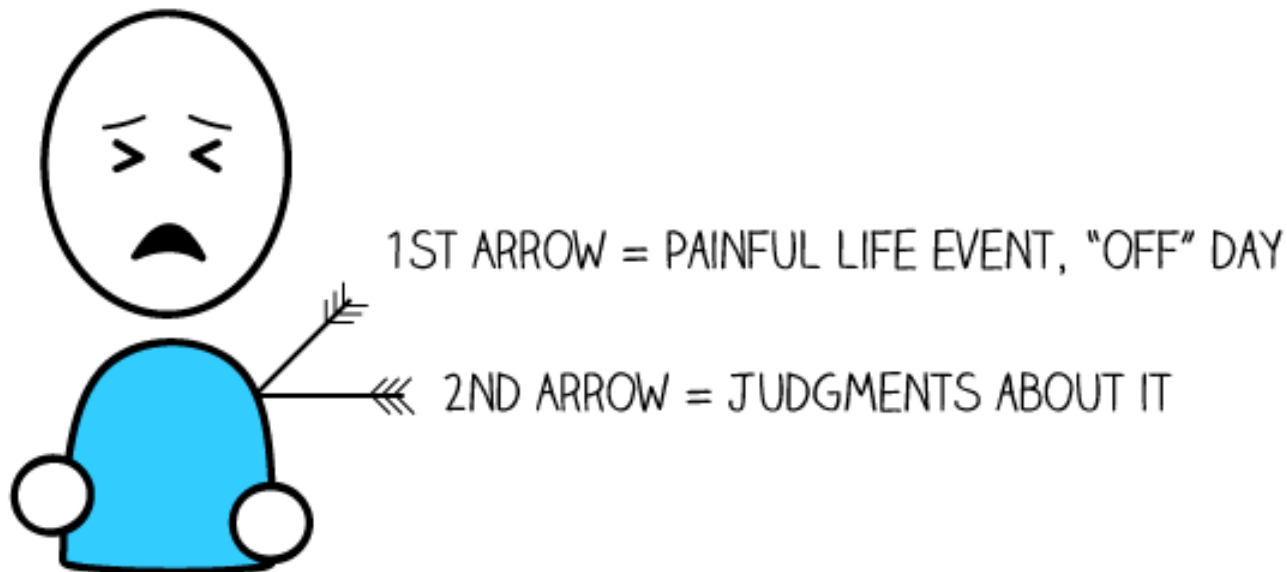 1ST ARROW = PAINFUL LIFE EVENT, "OFF" DAY
2ND ARROW = JUDGMENTS ABOUT IT